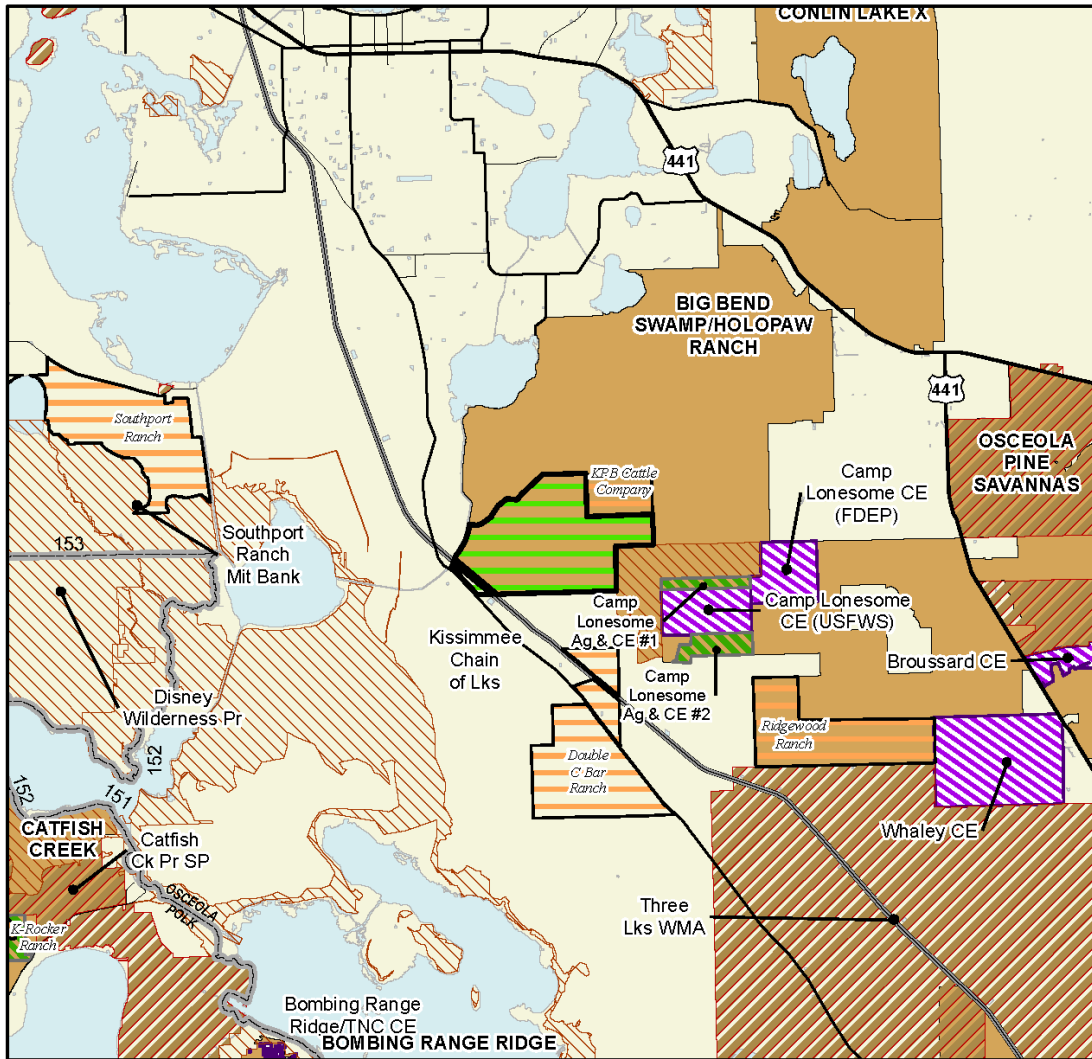 CONLIN LAKE X
441
BIG BEND
SWAMP/HOLOPAW
RANCH
441
OSCEOLA
PINE
SAVANNAS
Southport
Ranch
KPB Cattle
Company
Camp
Lonesome CE
(FDEP)
153
Southport
Ranch
Mit Bank
Camp
Lonesome
Ag & CE #1
Camp Lonesome
CE (USFWS)
Kissimmee
Chain
of Lks
Broussard CE
Camp
Lonesome
Ag & CE #2
Disney
Wilderness Pr
152
Ridgewood
Ranch
Double
C Bar
Ranch
152
151
CATFISH
CREEK
Catfish
Ck Pr SP
Whaley CE
OSCEOLA
POLK
K-Rocker
Ranch
Three
Lks WMA
Bombing Range
Ridge/TNC CE
BOMBING RANGE RIDGE